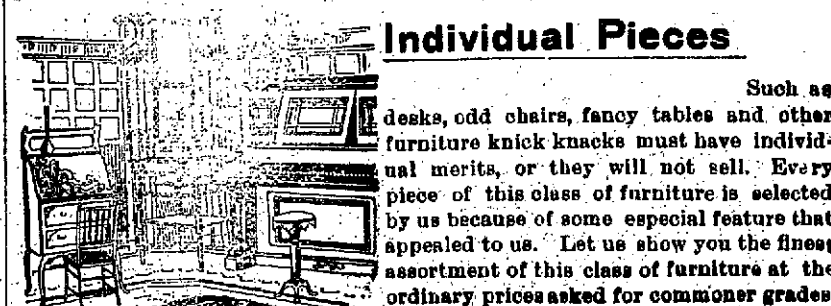 Individual Pieces
Such as
desks, odd chairs, fancy tables and other
furniture knick knacks must have individ-
ual merits, or they will not sell. Every
piece of this class of furniture is selected
by us because of some especial feature that
appealed to us. Let us show you the finest
assortment of this class of furniture at the
ordinary prices asked for commoner grades